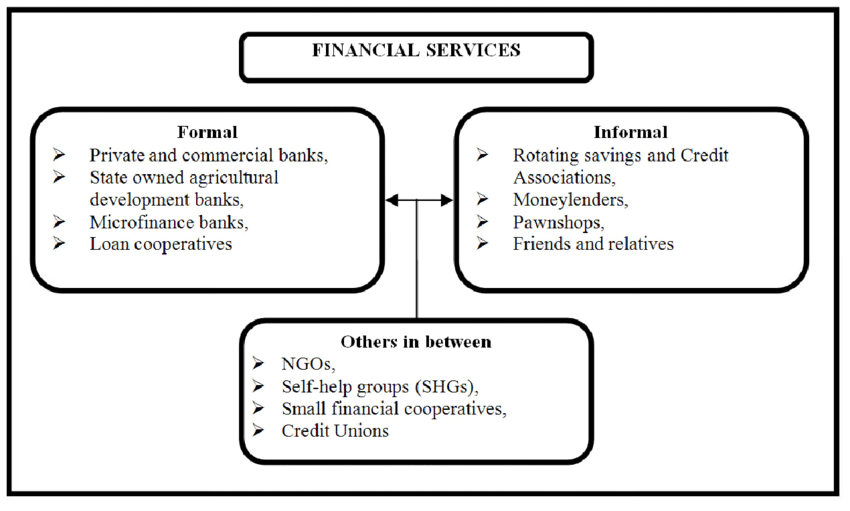 FINANCIAL SERVICES
Formal
➢ Private and commercial banks,
➢ State owned agricultural
development banks,
➢ Microfinance banks,
➢ Loan cooperatives
Informal
➢ Rotating savings and Credit
Associations,
➢ Moneylenders,
➢ Pawnshops,
➢ Friends and relatives
Others in between
➢ NGOs,
➢ Self-help groups (SHGs),
➢ Small financial cooperatives,
➢ Credit Unions